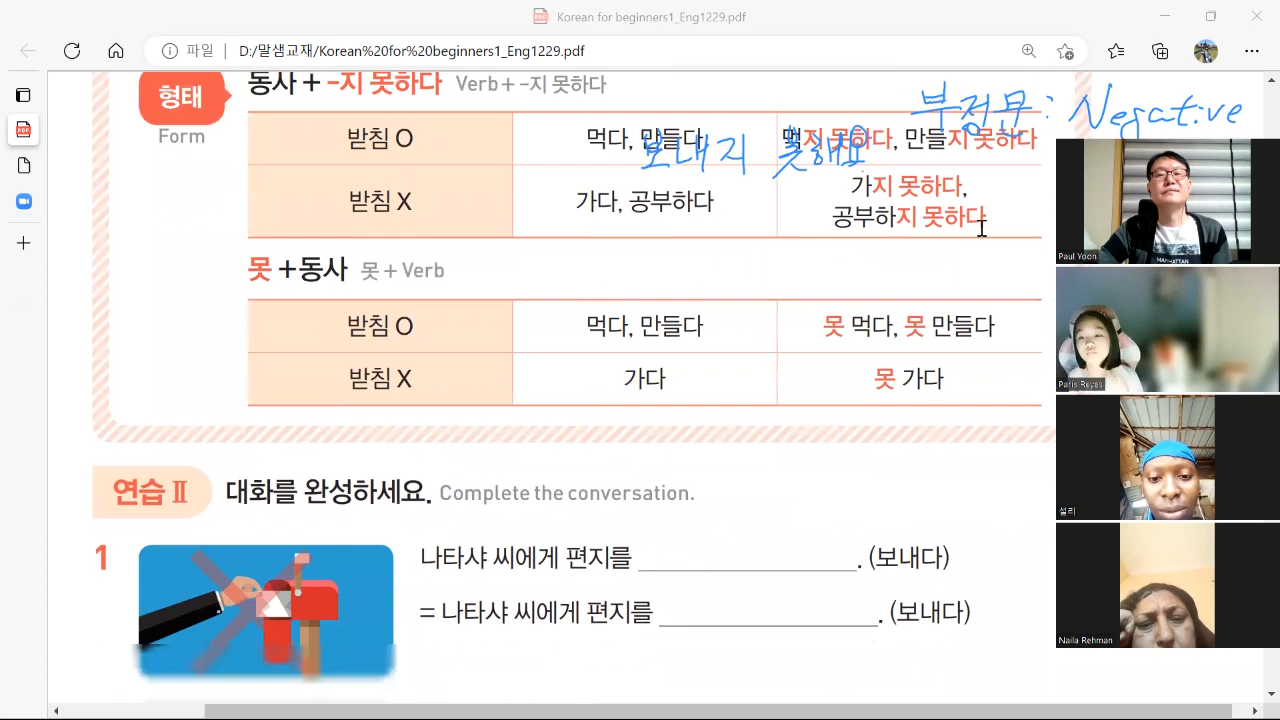 Korean for beginners1_Eng1229.pdf
파일 | D:/말샘교재/Korean%20for%20beginners1_Eng1229.pdf
형태
Form
동사 + -지 못하다 Verb + -지 못하다
부정문 : Negative
받침 O 먹다, 만들다 먹지 못하다, 만들지 못하다
보내지 못해요
받침 X 가다, 공부하다 가지 못하다,
공부하지 못하다
못 +동사 못 + Verb
받침 O 먹다, 만들다 못 먹다, 못 만들다
받침 X 가다 못 가다
연습 Ⅱ 대화를 완성하세요. Complete the conversation.
1
나타샤 씨에게 편지를 ________________. (보내다)
= 나타샤 씨에게 편지를 ________________. (보내다)
MANHATTAN
Paul Yoon
Paris Reyes
설리
Naila Rehman